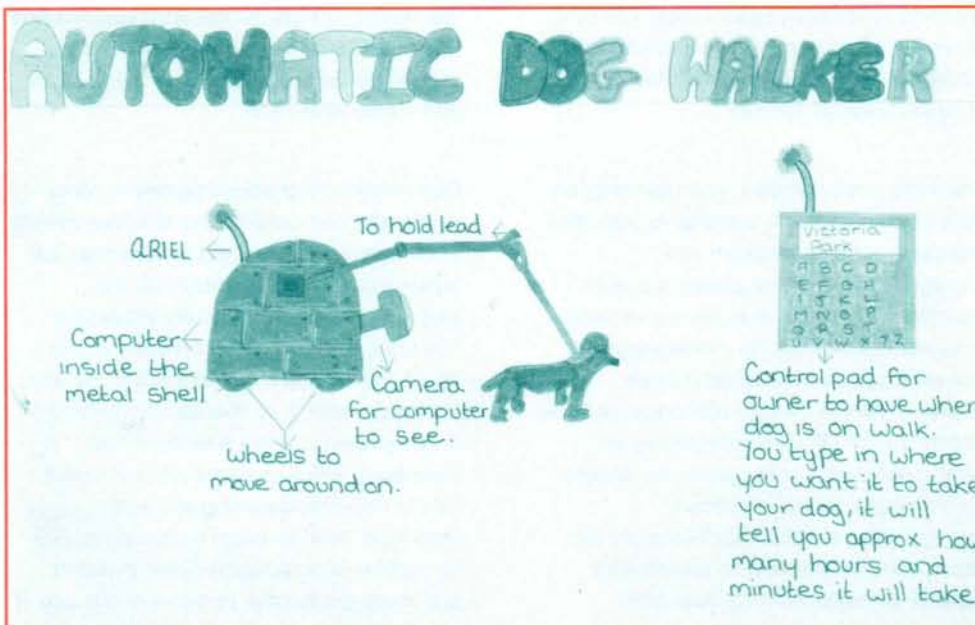 AUTOMATIC DOG WALKER
ARIEL
To hold lead
Computer
inside the
metal shell
Camera
for computer
to see.
wheels to
move around on.
Victoria
Park
A B C D
Control pad for
owner to have when
dog is on walk.
You type in where
you want it to take
your dog, it will
tell you approx how
many hours and
minutes it will take